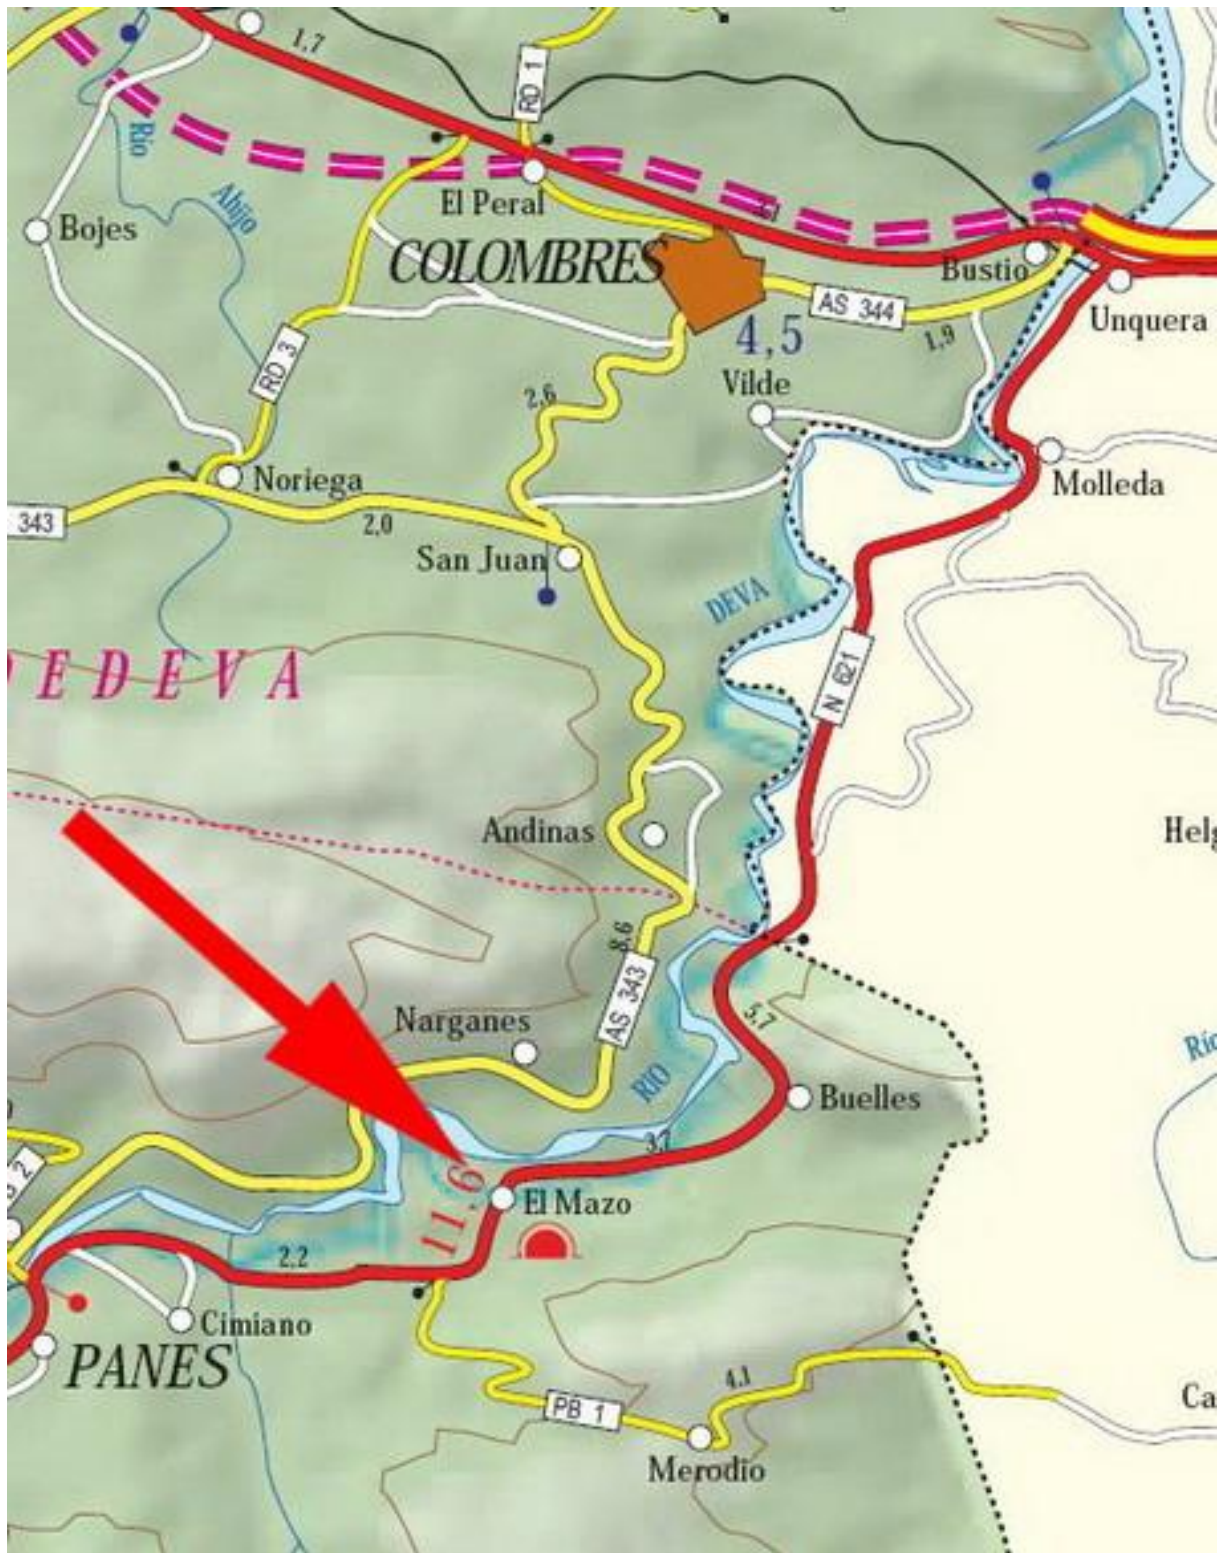 1,7
RD 1
Río
Ahijo
El Peral
Bojes
COLOMBRES
Bustio
AS 344
Unquera
1,9
4,5
RD 3
Vilde
2,6
Noriega
Molleda
343
2,0
San Juan
DEVA
EDEVA
N 621
Andinas
Helg
8,6
AS 343
Narganes
5,7
Río
RIO
Buelles
3,7
11,6
El Mazo
2,2
Cimiano
PANES
4,1
Ca
PB 1
Merodio